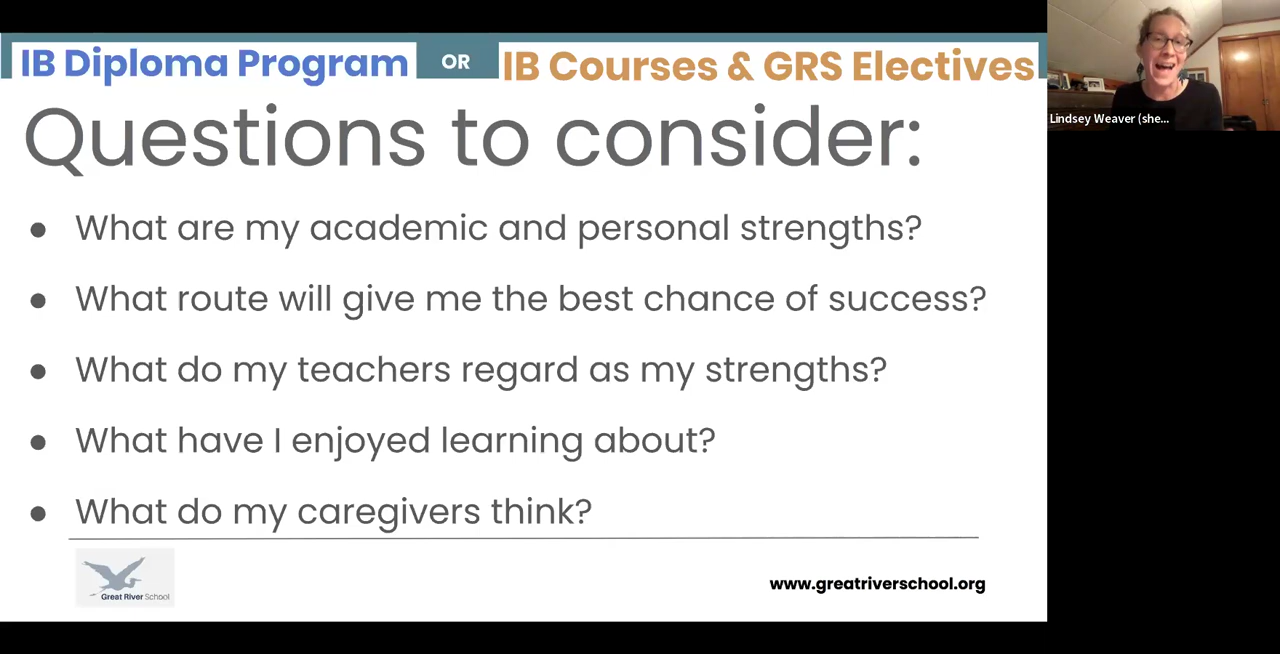 IB Diploma Program OR IB Courses & GRS Electives
Questions to consider:
● What are my academic and personal strengths?
● What route will give me the best chance of success?
● What do my teachers regard as my strengths?
● What have I enjoyed learning about?
● What do my caregivers think?
Great River School
www.greatriverschool.org
Lindsey Weaver (she...